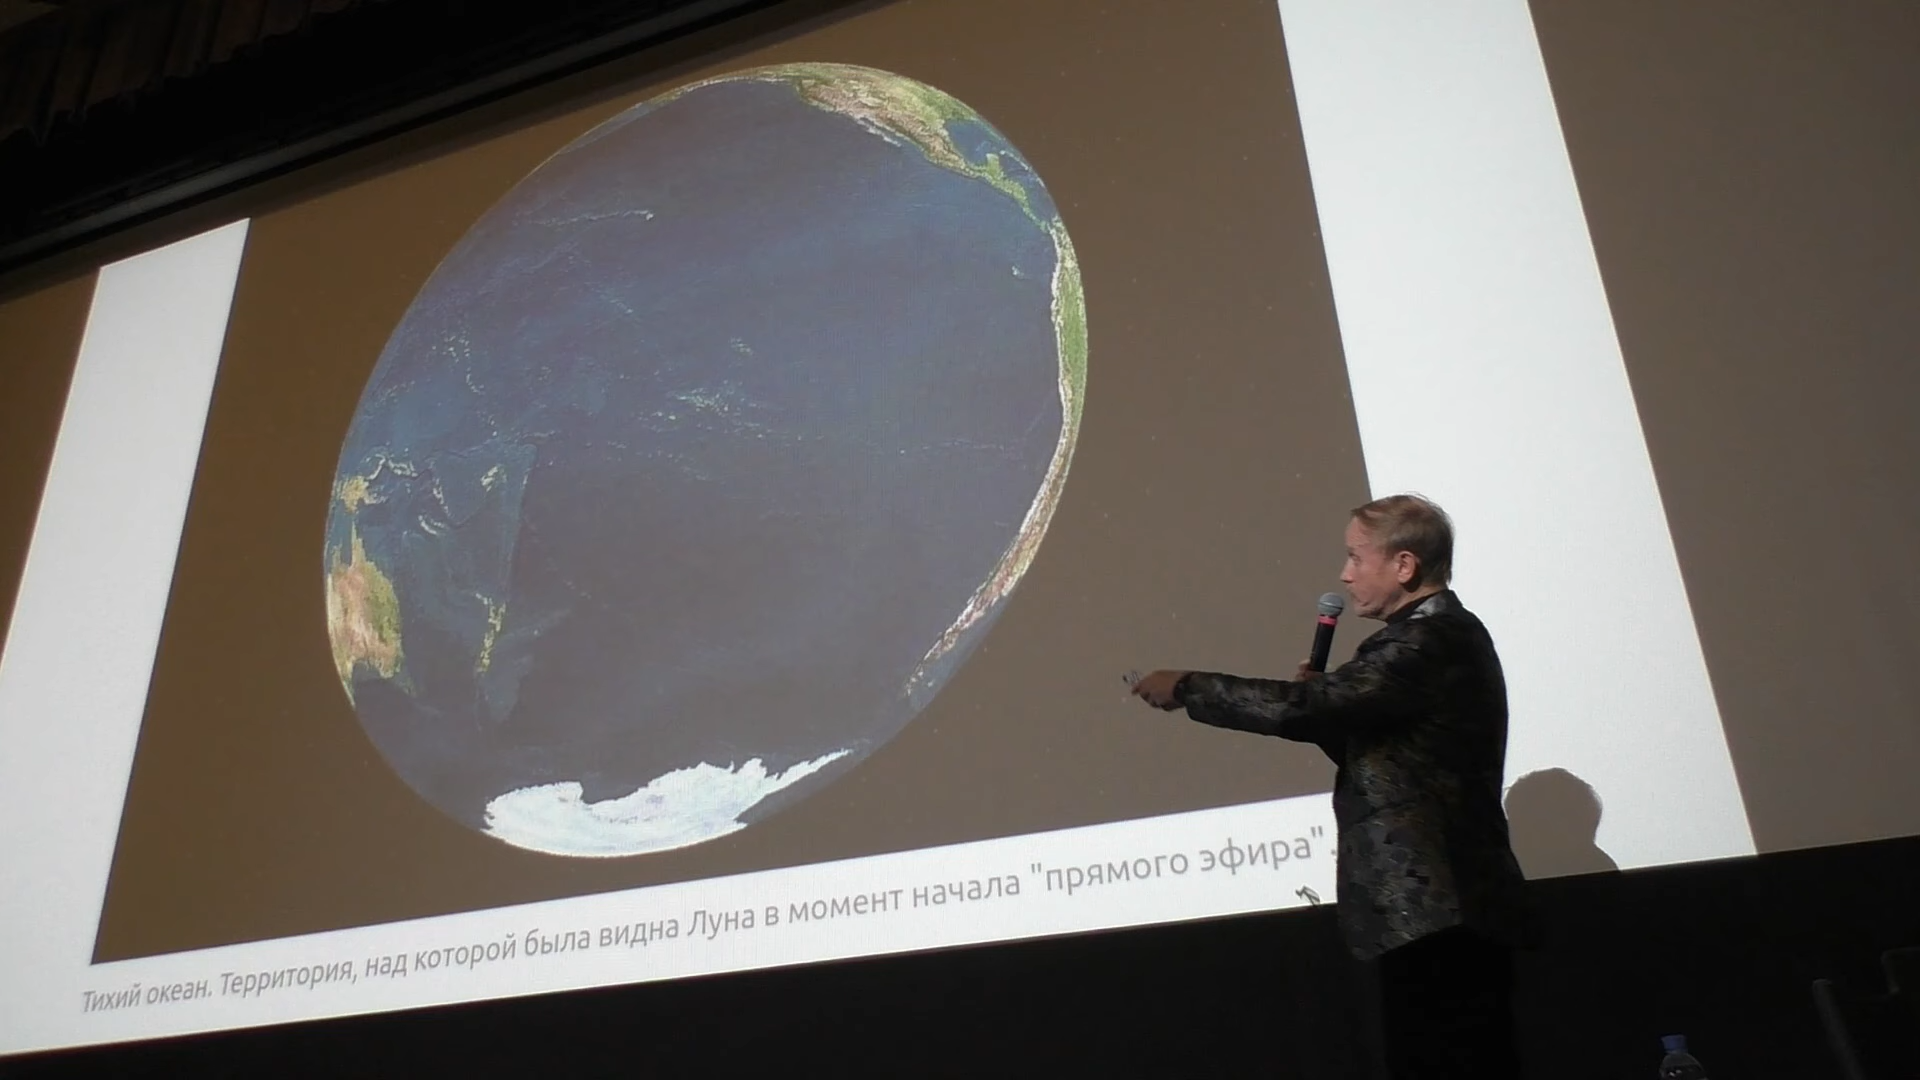 Тихий океан. Территория, над которой была видна Луна в момент начала "прямого эфира".